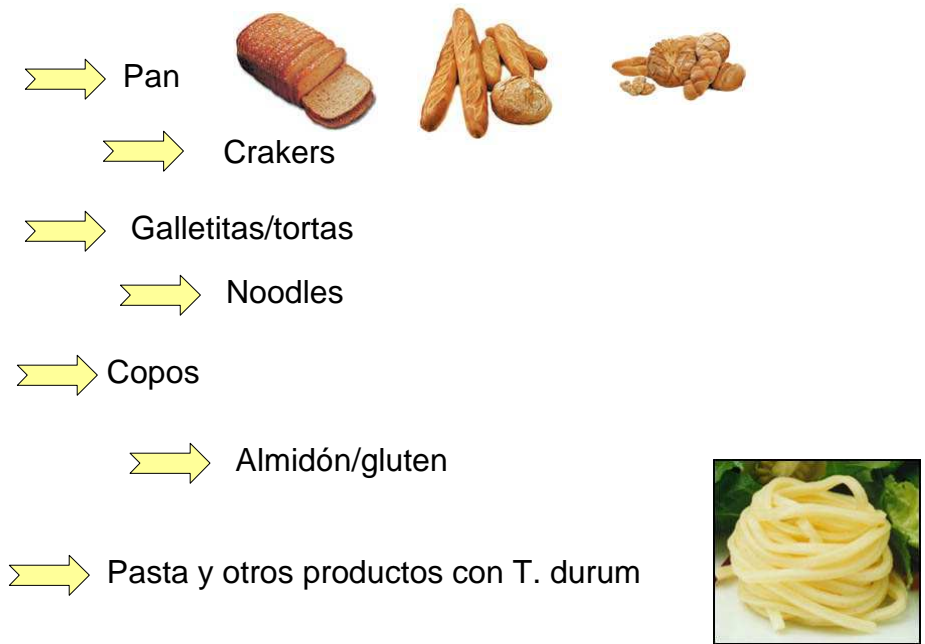 Pan
Crakers
Galletitas/tortas
Noodles
Copos
Almidón/gluten
Pasta y otros productos con T. durum